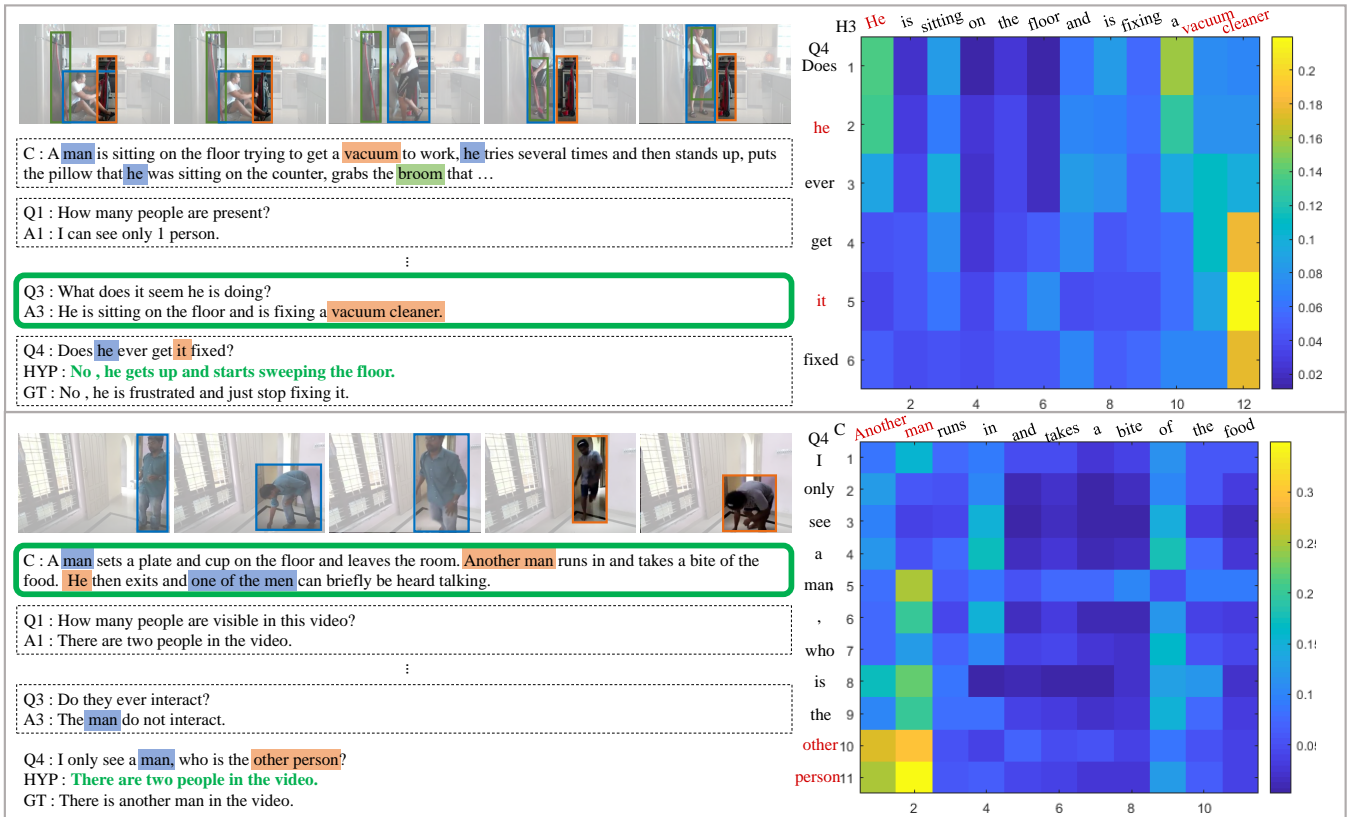 C : A man is sitting on the floor trying to get a vacuum to work, he tries several times and then stands up, puts
the pillow that he was sitting on the counter, grabs the broom that …
Q1 : How many people are present?
A1 : I can see only 1 person.
⋮
Q3 : What does it seem he is doing?
A3 : He is sitting on the floor and is fixing a vacuum cleaner.
Q4 : Does he ever get it fixed?
HYP : No , he gets up and starts sweeping the floor.
GT : No , he is frustrated and just stop fixing it.
H3 He is sitting on the floor and is fixing a vacuum cleaner
Q4
Does 1
he 2
ever 3
get 4
it 5
fixed 6
2 4 6 8 10 12
0.2
0.18
0.16
0.14
0.12
0.1
0.08
0.06
0.04
0.02
C : A man sets a plate and cup on the floor and leaves the room. Another man runs in and takes a bite of the
food. He then exits and one of the men can briefly be heard talking.
Q1 : How many people are visible in this video?
A1 : There are two people in the video.
⋮
Q3 : Do they ever interact?
A3 : The man do not interact.
Q4 : I only see a man, who is the other person?
HYP : There are two people in the video.
GT : There is another man in the video.
C Another man runs in and takes a bite of the food
Q4
I 1
only 2
see 3
a 4
man, 5
, 6
who 7
is 8
the 9
other 10
person 11
2 4 6 8 10
0.3
0.2
0.1